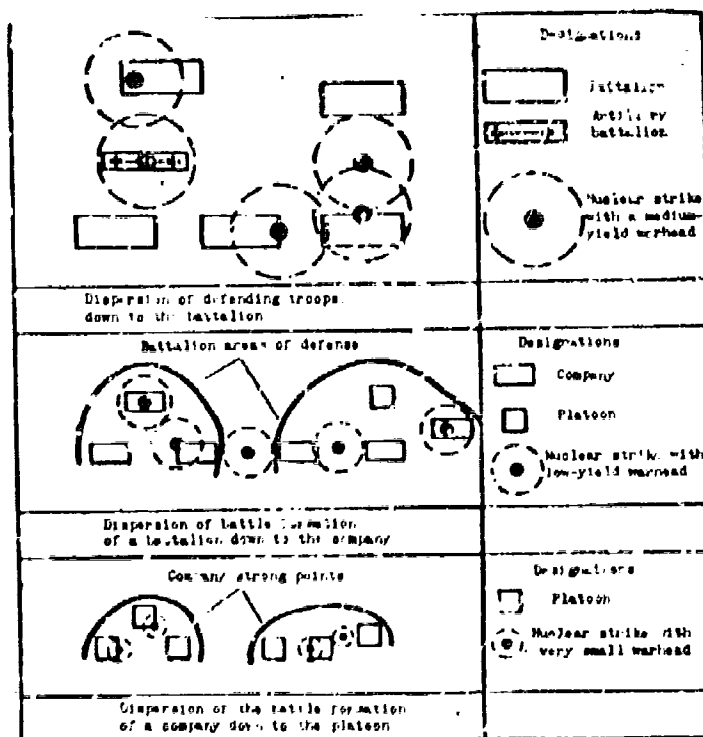 Designations
Battalion
Artillery
battalion
Nuclear strike
with a medium-
yield warhead
Dispersion of defending troops
down to the battalion
Battalion areas of defense
Designations
Company
Platoon
Nuclear strike with
low-yield warhead
Dispersion of battle formation
of a battalion down to the company
Company strong points
Designations
Platoon
Nuclear strike with
very small warhead
Dispersion of the battle formation
of a company down to the platoon